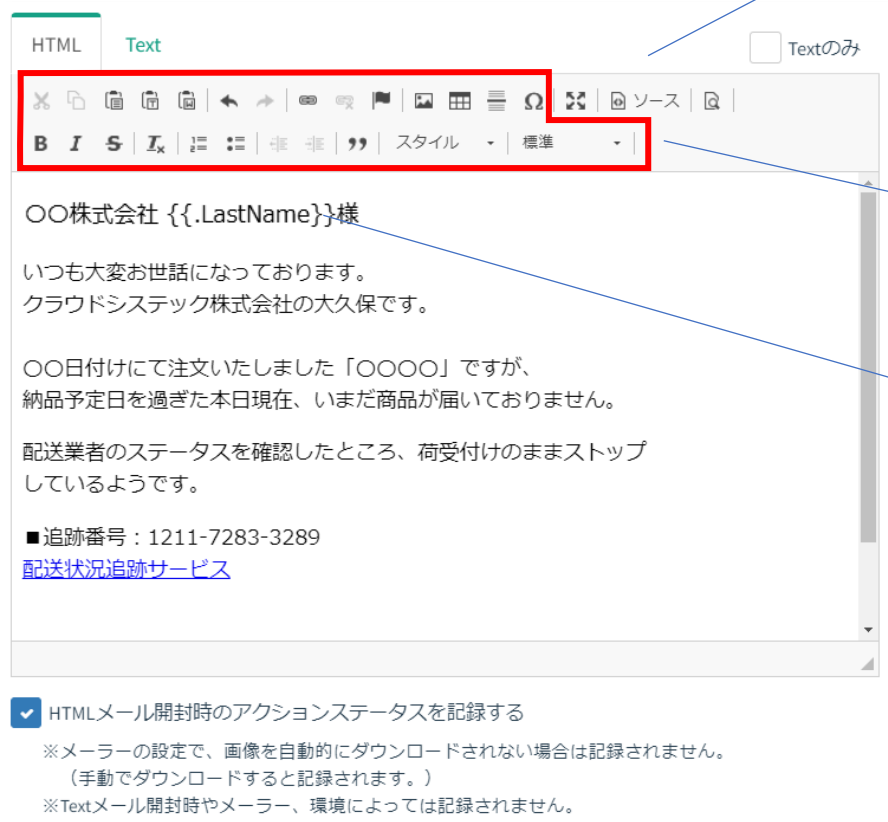 HTML Text Textのみ
Ω ソース
B I S Tx スタイル 標準
〇〇株式会社 {{.LastName}}様
いつも大変お世話になっております。
クラウドシステック株式会社の大久保です。
〇〇日付けにて注文いたしました「〇〇〇〇」ですが、
納品予定日を過ぎた本日現在、いまだ商品が届いておりません。
配送業者のステータスを確認したところ、荷受付けのままストップ
しているようです。
■追跡番号：1211-7283-3289
配送状況追跡サービス
HTMLメール開封時のアクションステータスを記録する
※メーラーの設定で、画像を自動的にダウンロードされない場合は記録されません。
（手動でダウンロードすると記録されます。）
※Textメール開封時やメーラー、環境によっては記録されません。